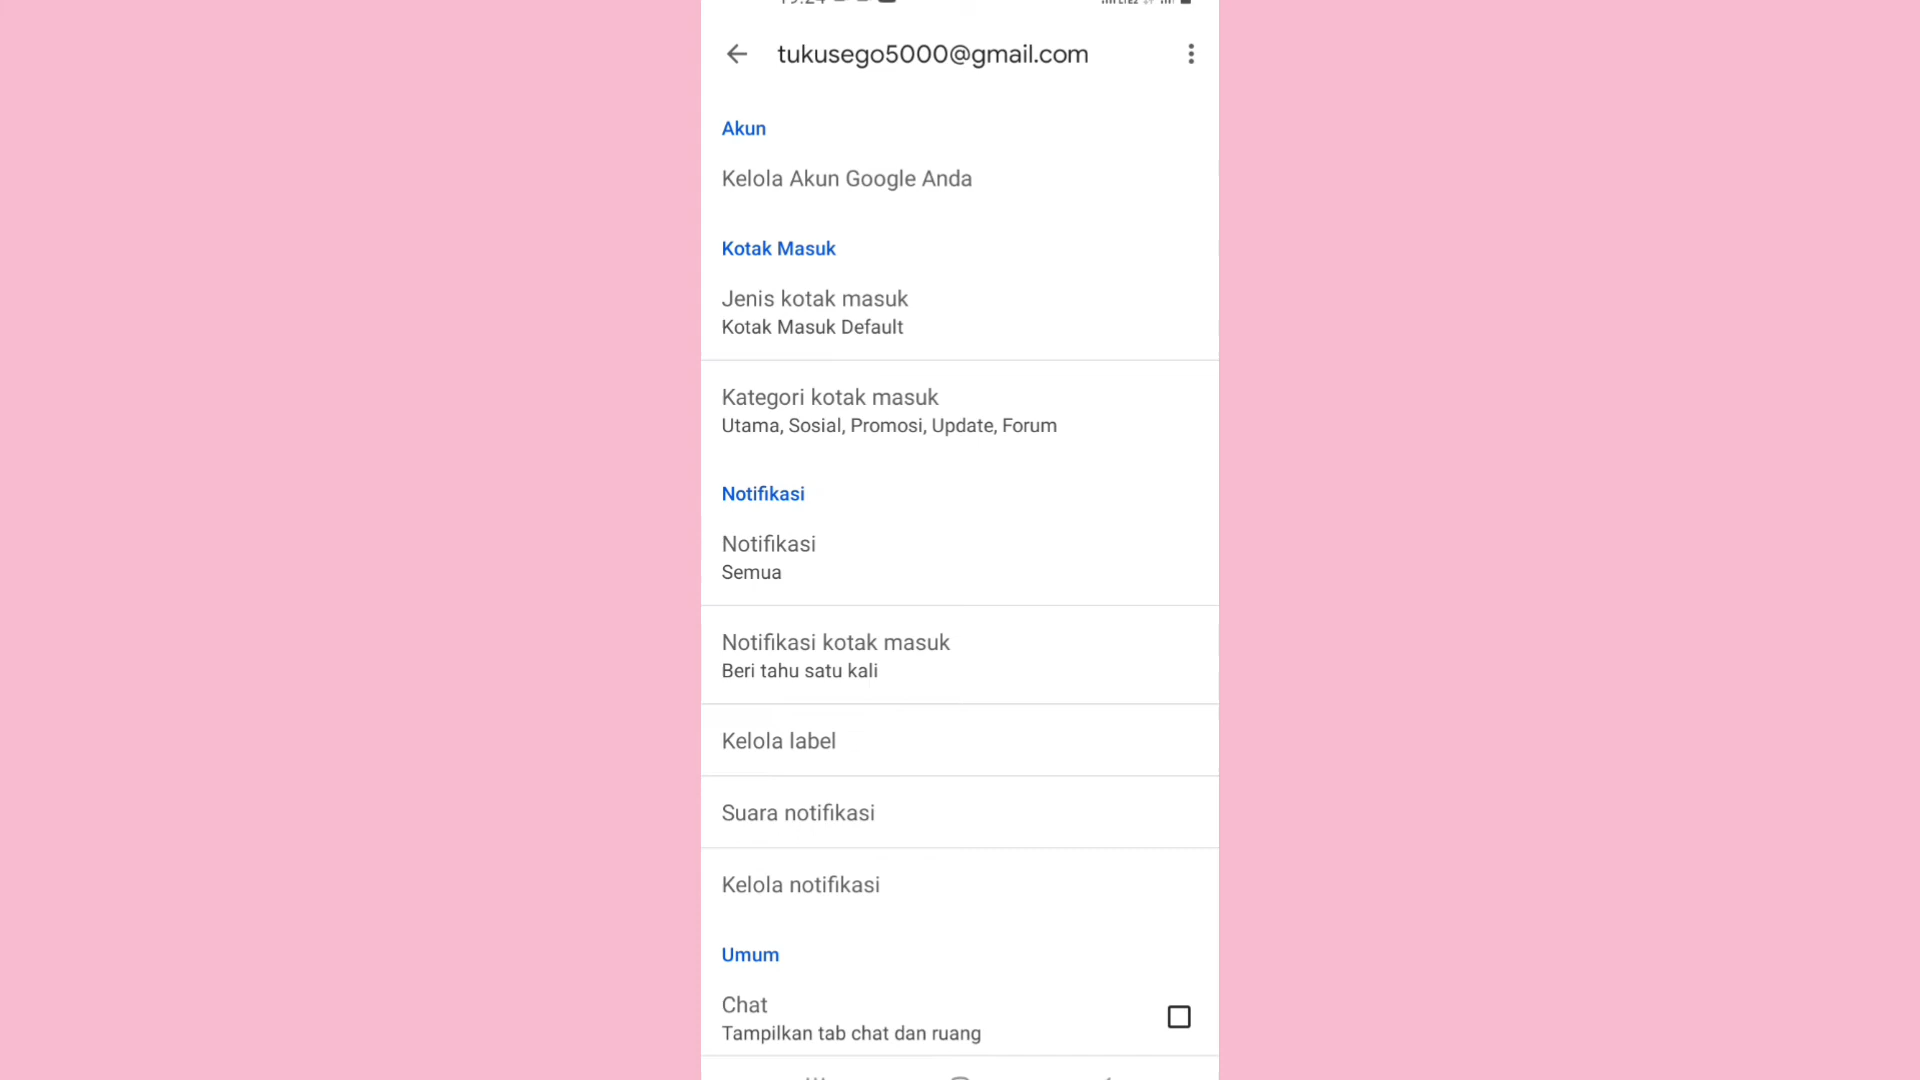 tukusego5000@gmail.com
Akun
Kelola Akun Google Anda
Kotak Masuk
Jenis kotak masuk
Kotak Masuk Default
Kategori kotak masuk
Utama, Sosial, Promosi, Update, Forum
Notifikasi
Notifikasi
Semua
Notifikasi kotak masuk
Beri tahu satu kali
Kelola label
Suara notifikasi
Kelola notifikasi
Umum
Chat
Tampilkan tab chat dan ruang